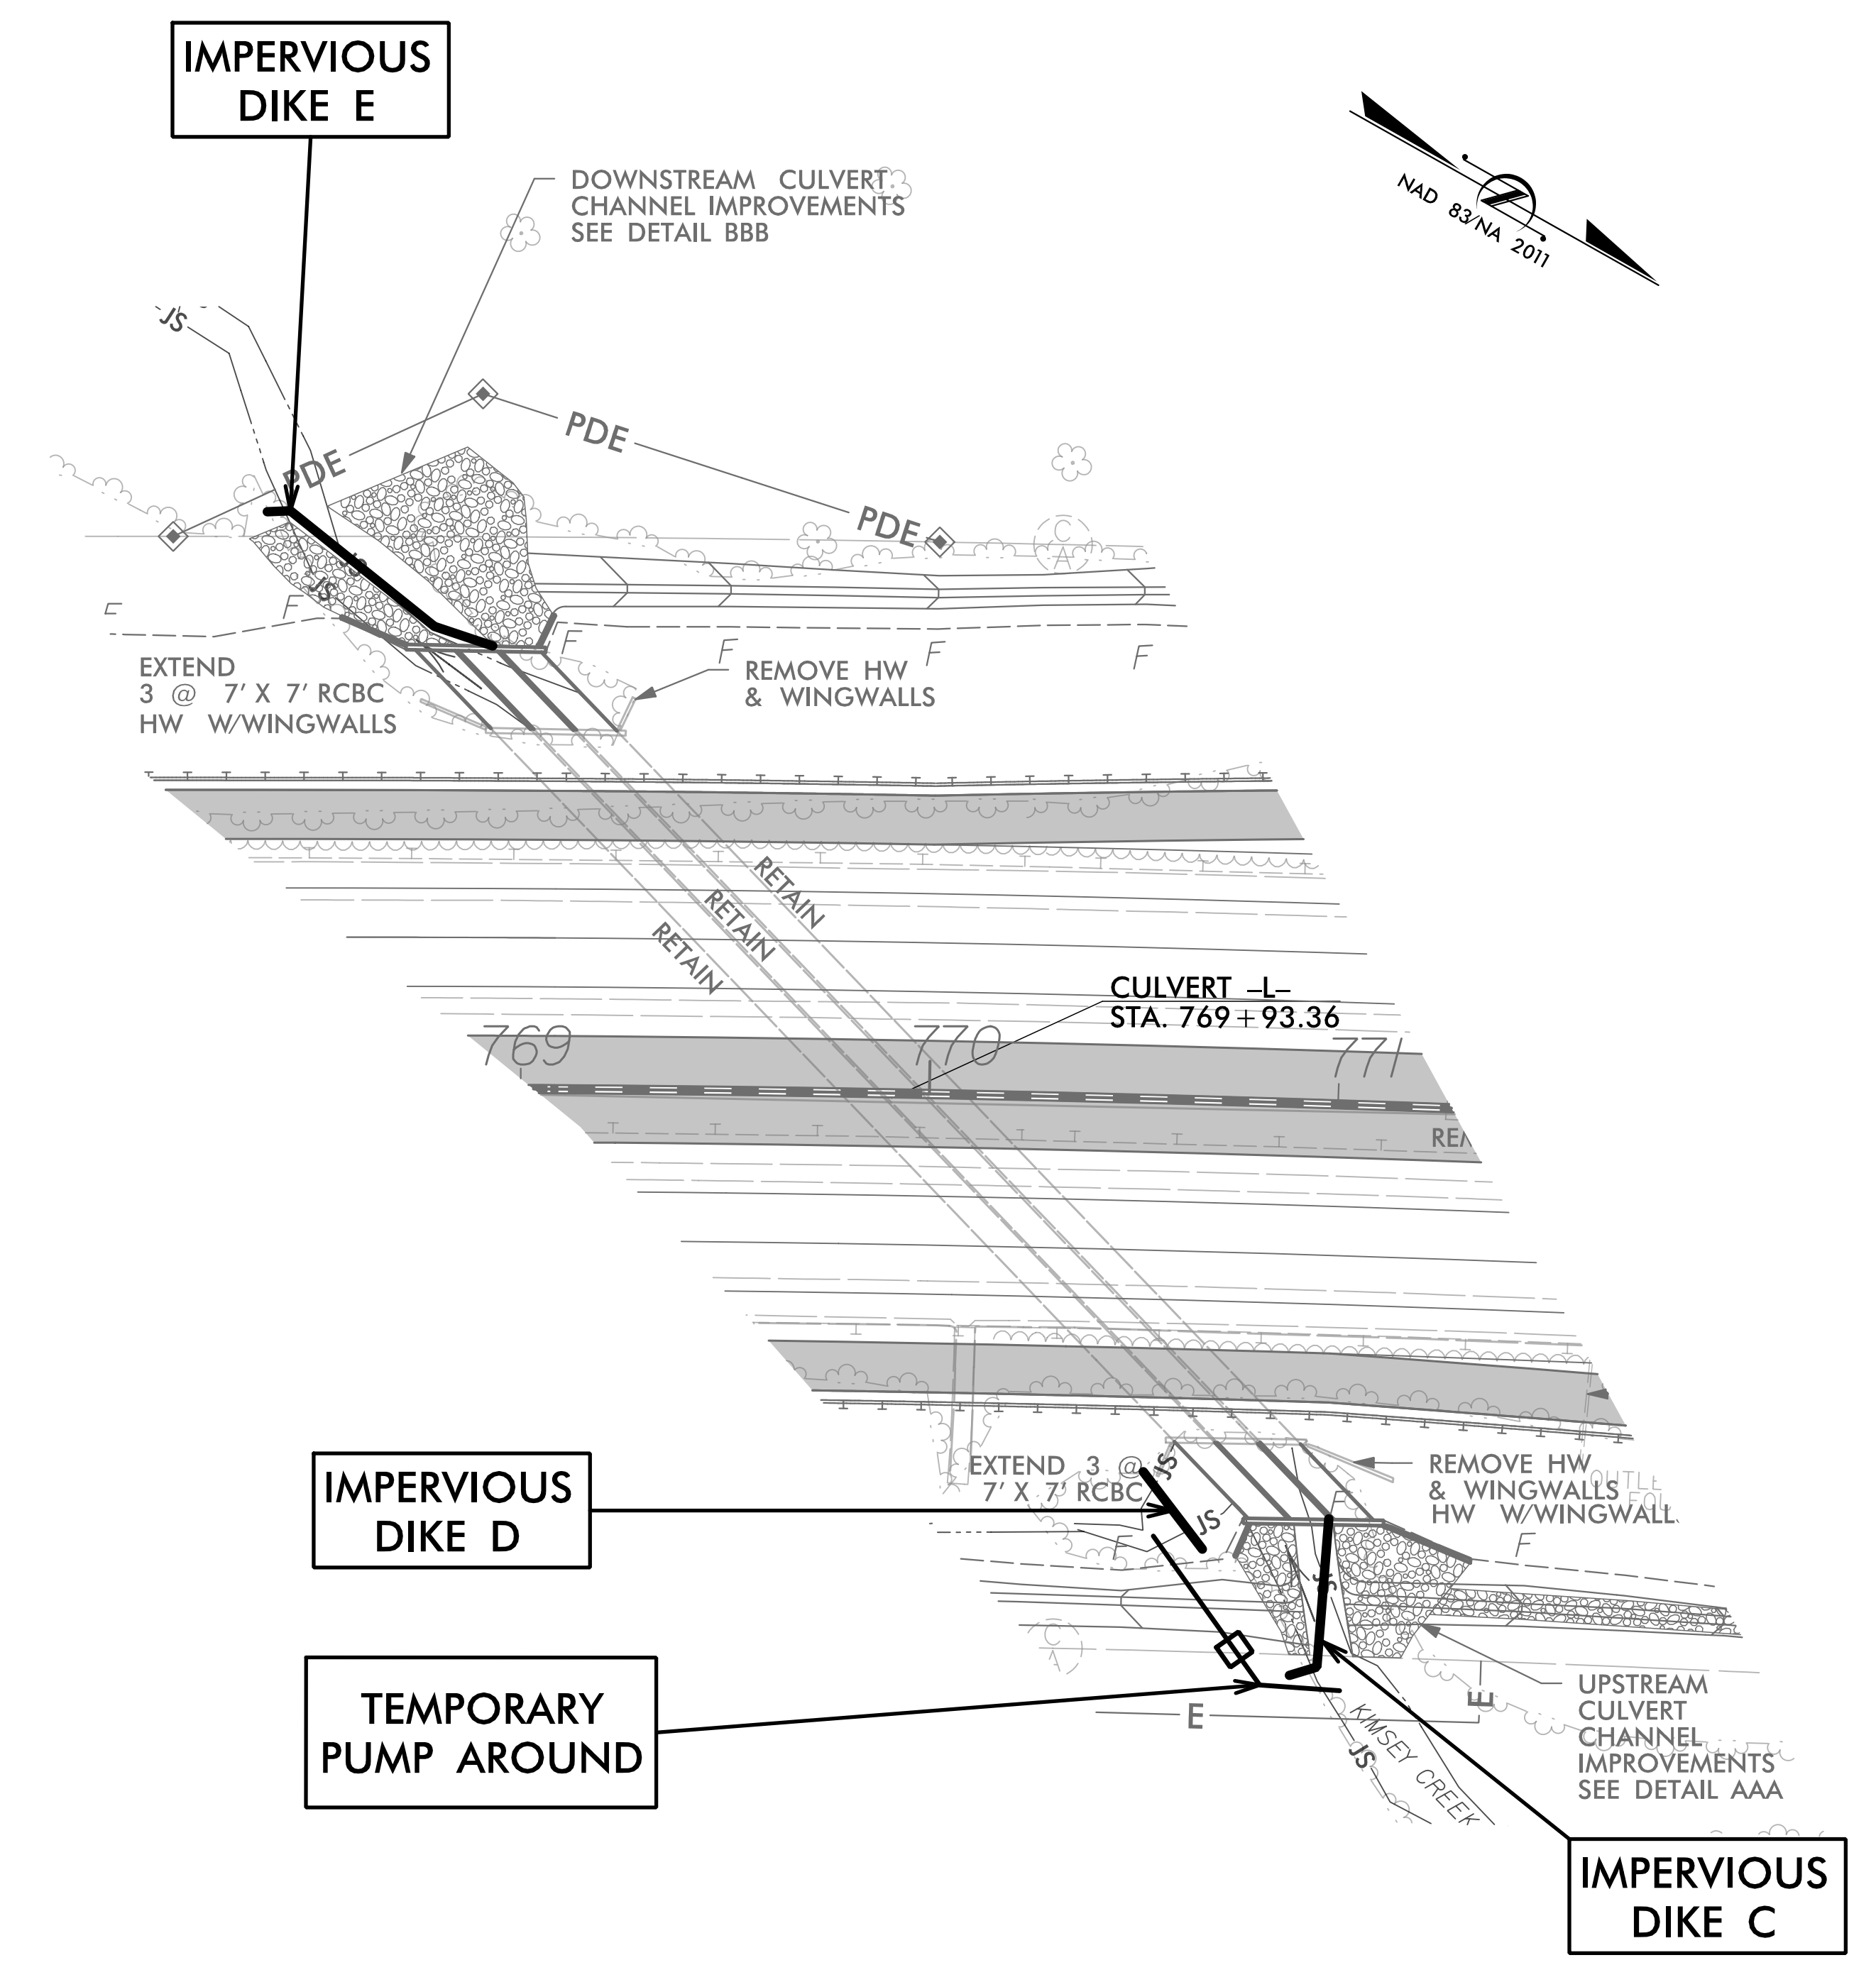 IMPERVIOUS
DIKE E
DOWNSTREAM CULVERT
CHANNEL IMPROVEMENTS
SEE DETAIL BBB
NAD 83/NA 2011
JS
PDE
PDE
PDE
C
A
JS
JS
F
F
F
F
F
F
EXTEND
3 @ 7' X 7' RCBC
HW W/WINGWALLS
REMOVE HW
& WINGWALLS
RETAIN
RETAIN
RETAIN
CULVERT -L-
STA. 769+93.36
769
770
771
IMPERVIOUS
DIKE D
EXTEND 3 @
7' X 7' RCBC
JS
JS
F
F
F
REMOVE HW
& WINGWALLS
HW W/WINGWALL
JS
C
A
TEMPORARY
PUMP AROUND
E
E
KIMSEY CREEK
JS
UPSTREAM
CULVERT
CHANNEL
IMPROVEMENTS
SEE DETAIL AAA
IMPERVIOUS
DIKE C